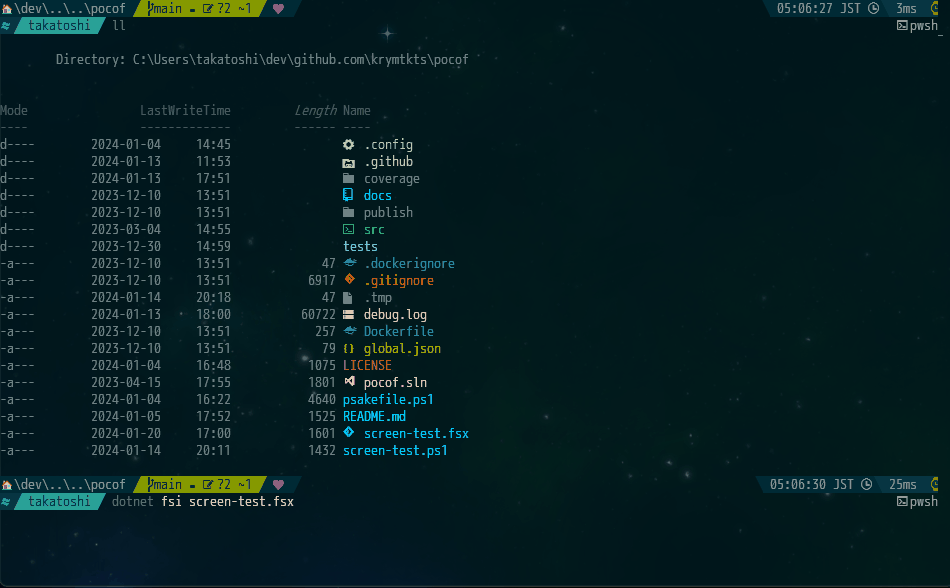 \dev\..\..\pocof main ?2 ~1 05:06:27 JST 3ms
takatoshi ll pwsh
Directory: C:\Users\takatoshi\dev\github.com\krymtkts\pocof
Mode LastWriteTime Length Name
---- ------------- ------ ----
d---- 2024-01-04 14:45 .config
d---- 2024-01-13 11:53 .github
d---- 2024-01-13 17:51 coverage
d---- 2023-12-10 13:51 docs
d---- 2023-12-10 13:51 publish
d---- 2023-03-04 14:55 src
d---- 2023-12-30 14:59 tests
-a--- 2023-12-10 13:51 47 .dockerignore
-a--- 2023-12-10 13:51 6917 .gitignore
-a--- 2024-01-14 20:18 47 .tmp
-a--- 2024-01-13 18:00 60722 debug.log
-a--- 2023-12-10 13:51 257 Dockerfile
-a--- 2023-12-10 13:51 79 global.json
-a--- 2024-01-04 16:48 1075 LICENSE
-a--- 2023-04-15 17:55 1801 pocof.sln
-a--- 2024-01-04 16:22 4640 psakefile.ps1
-a--- 2024-01-05 17:52 1525 README.md
-a--- 2024-01-20 17:00 1601 screen-test.fsx
-a--- 2024-01-14 20:11 1432 screen-test.ps1
\dev\..\..\pocof main ?2 ~1 05:06:30 JST 25ms
takatoshi dotnet fsi screen-test.fsx pwsh